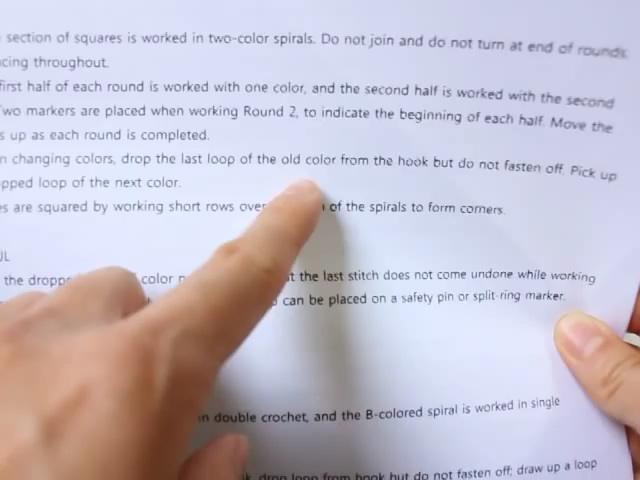 section of squares is worked in two-color spirals. Do not join and do not turn at end of rounds,
cing throughout.
first half of each round is worked with one color, and the second half is worked with the second
Two markers are placed when working Round 2, to indicate the beginning of each half. Move the
s up as each round is completed.
n changing colors, drop the last loop of the old color from the hook but do not fasten off. Pick up
pped loop of the next color.
es are squared by working short rows over of the spirals to form corners.
UL
the droppe color t the last stitch does not come undone while working
can be placed on a safety pin or split-ring marker.
in double crochet, and the B-colored spiral is worked in single
drop loop from hook but do not fasten off; draw up a loop